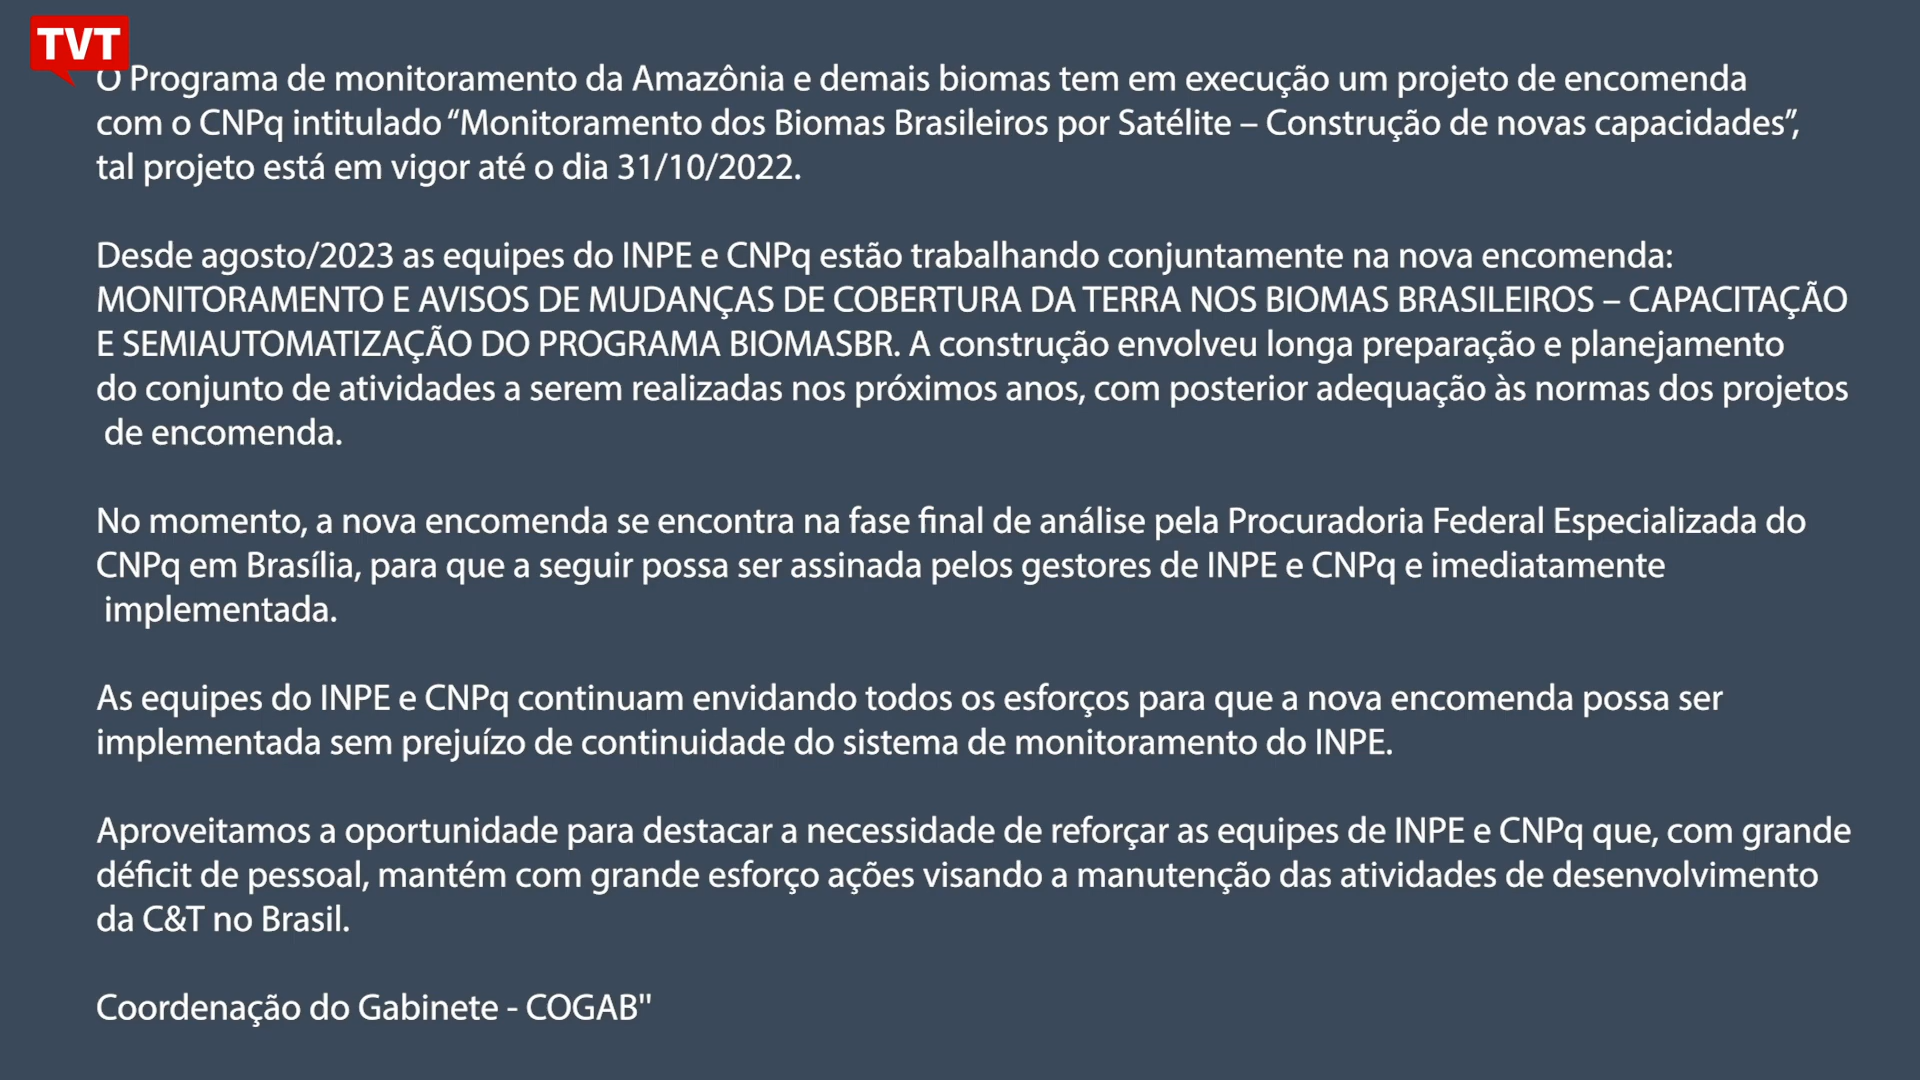 TVT
O Programa de monitoramento da Amazônia e demais biomas tem em execução um projeto de encomenda
com o CNPq intitulado “Monitoramento dos Biomas Brasileiros por Satélite – Construção de novas capacidades”,
tal projeto está em vigor até o dia 31/10/2022.
Desde agosto/2023 as equipes do INPE e CNPq estão trabalhando conjuntamente na nova encomenda:
MONITORAMENTO E AVISOS DE MUDANÇAS DE COBERTURA DA TERRA NOS BIOMAS BRASILEIROS – CAPACITAÇÃO
E SEMIAUTOMATIZAÇÃO DO PROGRAMA BIOMASBR. A construção envolveu longa preparação e planejamento
do conjunto de atividades a serem realizadas nos próximos anos, com posterior adequação às normas dos projetos
de encomenda.
No momento, a nova encomenda se encontra na fase final de análise pela Procuradoria Federal Especializada do
CNPq em Brasília, para que a seguir possa ser assinada pelos gestores de INPE e CNPq e imediatamente
implementada.
As equipes do INPE e CNPq continuam envidando todos os esforços para que a nova encomenda possa ser
implementada sem prejuízo de continuidade do sistema de monitoramento do INPE.
Aproveitamos a oportunidade para destacar a necessidade de reforçar as equipes de INPE e CNPq que, com grande
déficit de pessoal, mantém com grande esforço ações visando a manutenção das atividades de desenvolvimento
da C&T no Brasil.
Coordenação do Gabinete - COGAB"